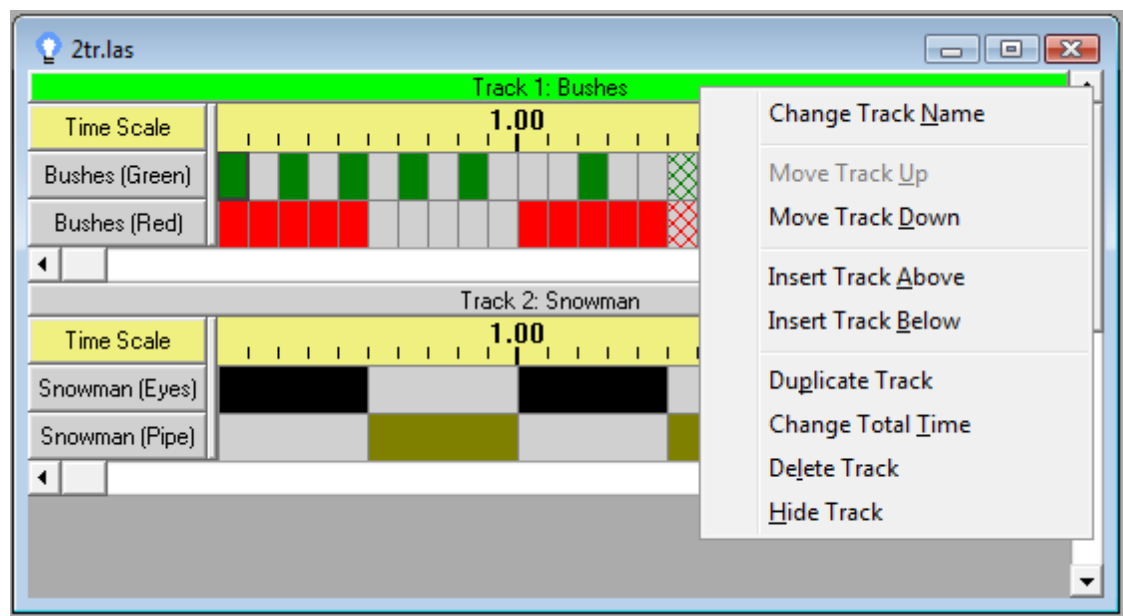 2tr.las
Track 1: Bushes
Time Scale
1.00
Bushes (Green)
Bushes (Red)
Track 2: Snowman
Time Scale
1.00
Snowman (Eyes)
Snowman (Pipe)
Change Track Name
Move Track Up
Move Track Down
Insert Track Above
Insert Track Below
Duplicate Track
Change Total Time
Delete Track
Hide Track